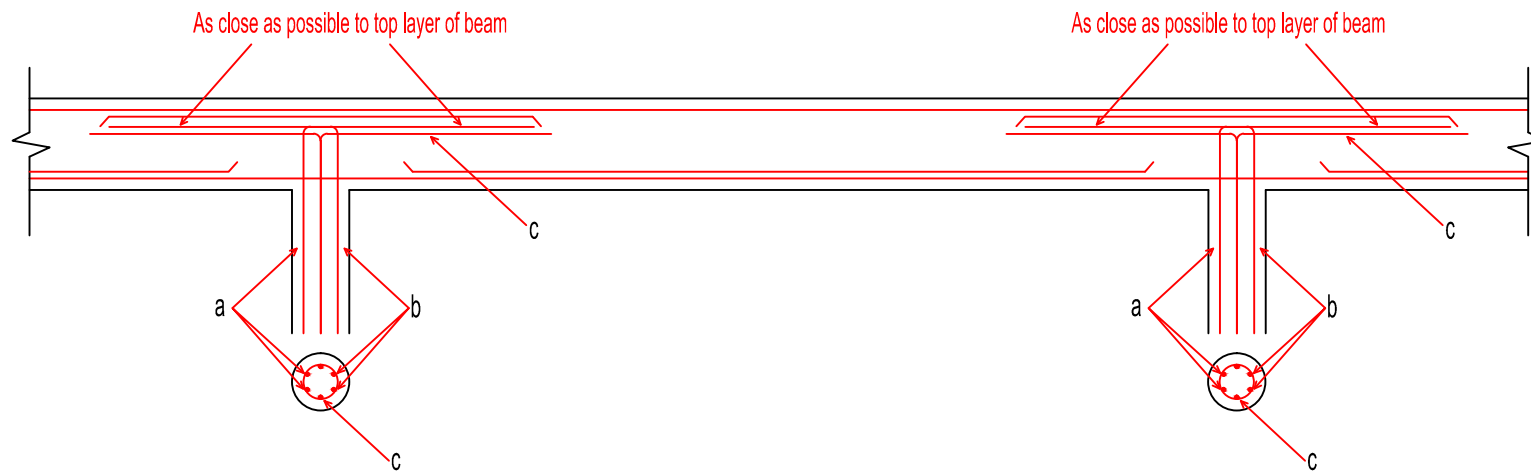 As close as possible to top layer of beam
As close as possible to top layer of beam
c
c
a
b
a
b
c
c